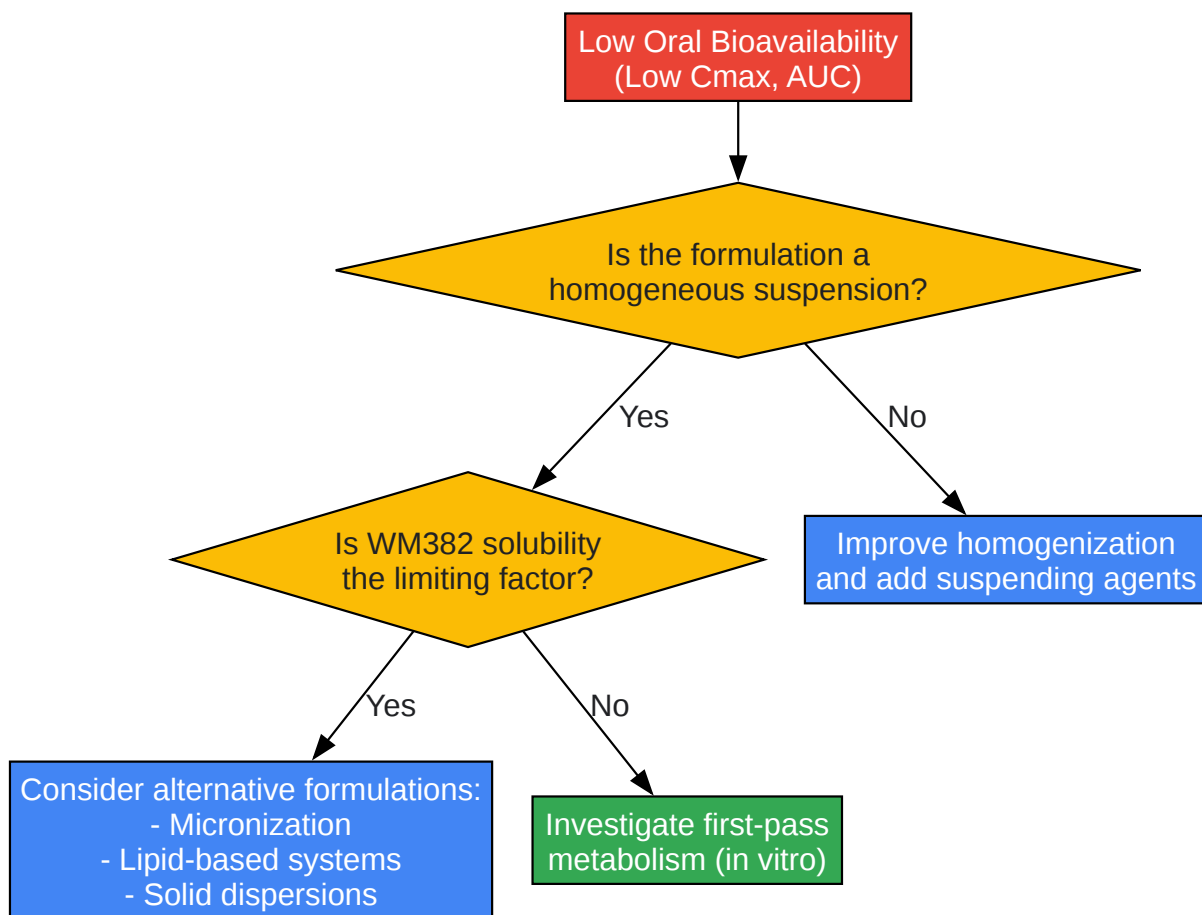 Low Oral Bioavailability
(Low Cmax, AUC)
Is the formulation a
homogeneous suspension?
Yes
No
Is WM382 solubility
the limiting factor?
Improve homogenization
and add suspending agents
Yes
No
Consider alternative formulations:
- Micronization
- Lipid-based systems
- Solid dispersions
Investigate first-pass
metabolism (in vitro)